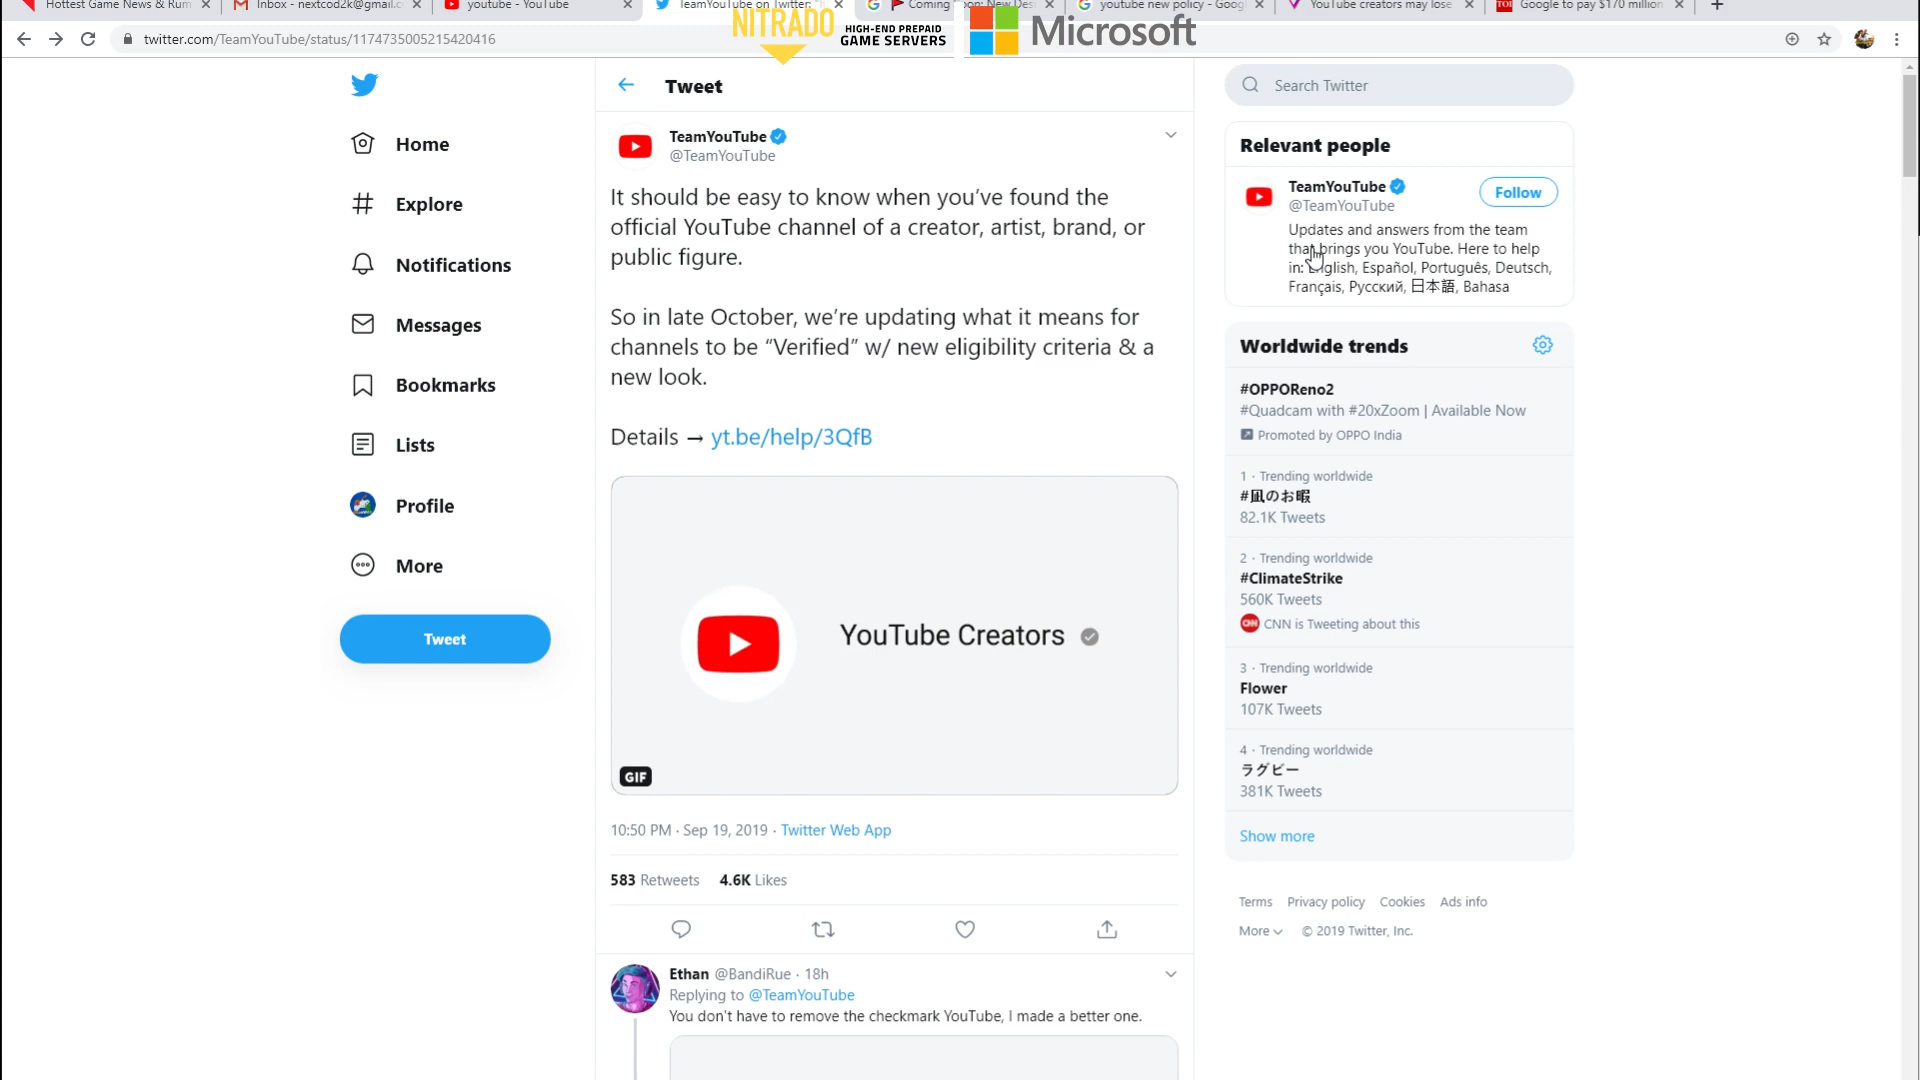 Hottest Game News & Rum
Inbox - nextcod2k@gmail.c
youtube - YouTube
TeamYouTube on Twitter: "I
Coming
oon: New Des
youtube new policy - Goog
YouTube creators may lose
TOI Google to pay $170 million
twitter.com/TeamYouTube/status/1174735005215420416
NITRADO
HIGH-END PREPAID
GAME SERVERS
Microsoft
Tweet
Search Twitter
Home
Explore
Notifications
Messages
Bookmarks
Lists
Profile
More
Tweet
TeamYouTube
@TeamYouTube
It should be easy to know when you’ve found the
official YouTube channel of a creator, artist, brand, or
public figure.
So in late October, we’re updating what it means for
channels to be “Verified” w/ new eligibility criteria & a
new look.
Details → yt.be/help/3QfB
YouTube Creators
GIF
10:50 PM · Sep 19, 2019 · Twitter Web App
583 Retweets 4.6K Likes
Ethan @BandiRue · 18h
Replying to @TeamYouTube
You don't have to remove the checkmark YouTube, I made a better one.
Relevant people
TeamYouTube
@TeamYouTube
Follow
Updates and answers from the team
that brings you YouTube. Here to help
in: English, Español, Português, Deutsch,
Français, Русский, 日本語, Bahasa
Worldwide trends
#OPPOReno2
#Quadcam with #20xZoom | Available Now
Promoted by OPPO India
1 · Trending worldwide
#凪のお暇
82.1K Tweets
2 · Trending worldwide
#ClimateStrike
560K Tweets
CNN CNN is Tweeting about this
3 · Trending worldwide
Flower
107K Tweets
4 · Trending worldwide
ラグビー
381K Tweets
Show more
Terms Privacy policy Cookies Ads info
More © 2019 Twitter, Inc.